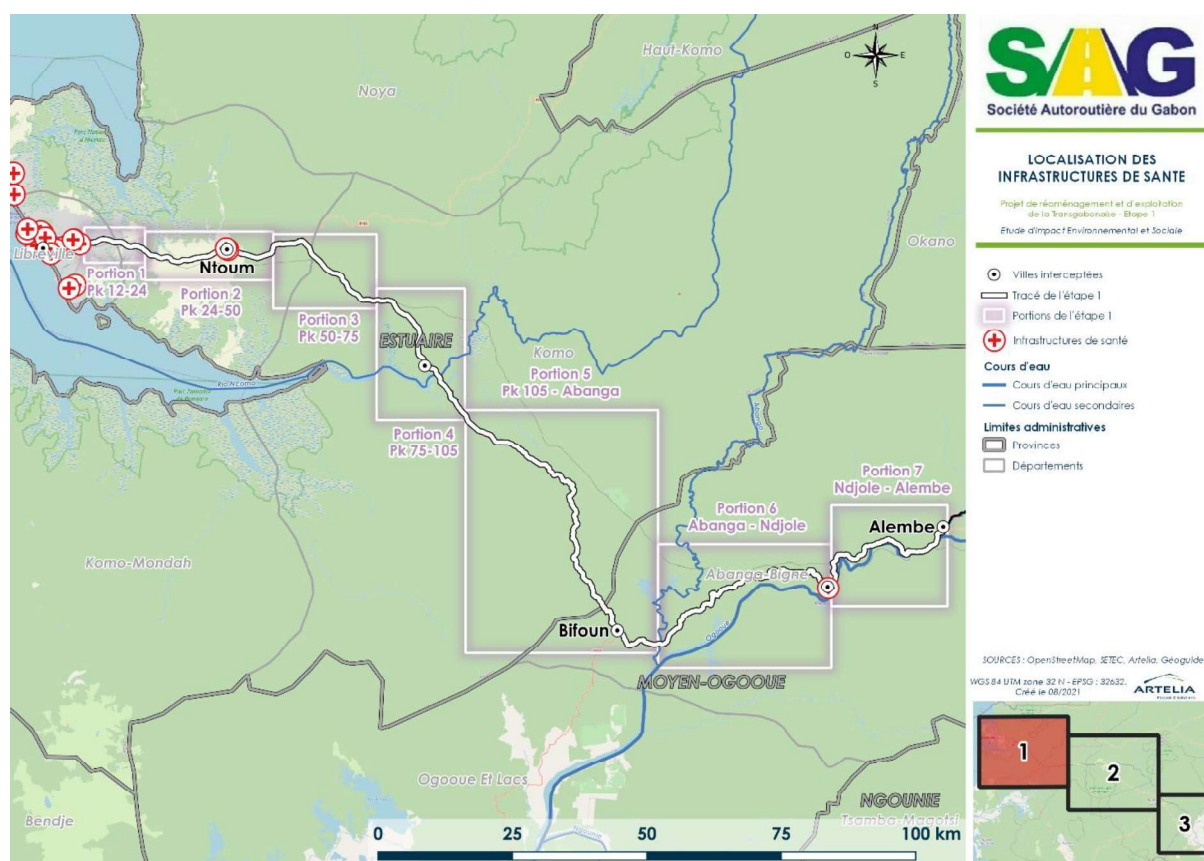 SAG
Société Autoroutière du Gabon
LOCALISATION DES
INFRASTRUCTURES DE SANTE
Projet de réaménagement et d'exploitation
de la Transgabonaise - Etape 1
Etude d'Impact Environnemental et Sociale
Villes interceptées
Tracé de l'étape 1
Portions de l'étape 1
Infrastructures de santé
Cours d'eau
Cours d'eau principaux
Cours d'eau secondaires
Limites administratives
Provinces
Départements
SOURCES : OpenStreetMap, SETEC, Artelia, Géoguide
WGS 84 UTM zone 32 N - EPSG : 32632.
Créé le 08/2021
ARTELIA
1
2
3
N
O
E
S
Haut-Komo
Noya
Okano
Libreville
Portion 1
Pk 12-24
Ntoum
Portion 2
Pk 24-50
Portion 3
Pk 50-75
ESTUAIRE
Komo
Portion 5
Pk 105 - Abanga
Portion 4
Pk 75-105
Abanga
Portion 7
Ndjole - Alembe
Portion 6
Abanga - Ndjole
Alembe
Abanga-Bigne
Komo-Mondah
Bifoun
Ogooue
MOYEN-OGOOUE
Ogooue Et Lacs
Bendje
NGOUNIE
Tsamba-Magotsi
Ngounie
0
25
50
75
100 km